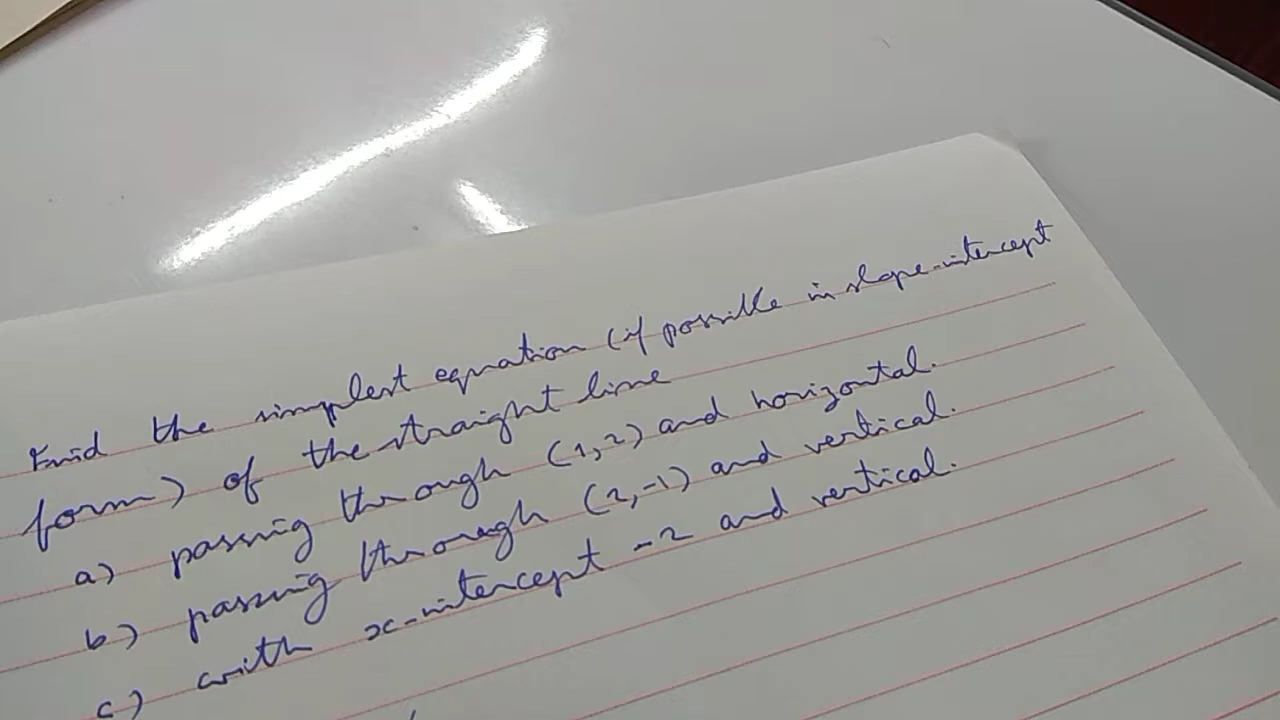 Find the simplest equation (if possible in slope-intercept
form) of the straight line
a) passing through (1,2) and horizontal.
b) passing through (2,-1) and vertical.
c) with x-intercept -2 and vertical.